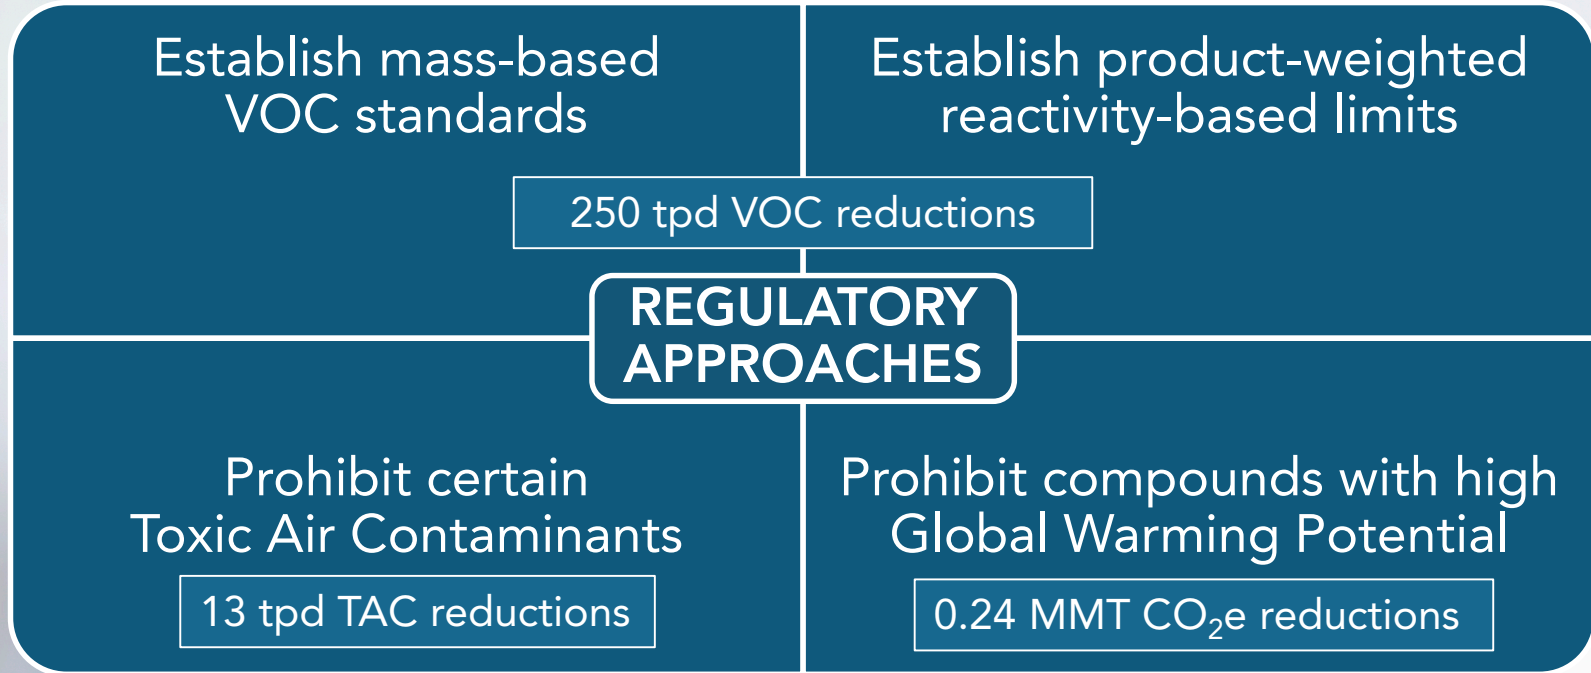 Establish mass-based
VOC standards
Establish product-weighted
reactivity-based limits
250 tpd VOC reductions
REGULATORY
APPROACHES
Prohibit certain
Toxic Air Contaminants
13 tpd TAC reductions
Prohibit compounds with high
Global Warming Potential
0.24 MMT CO₂e reductions